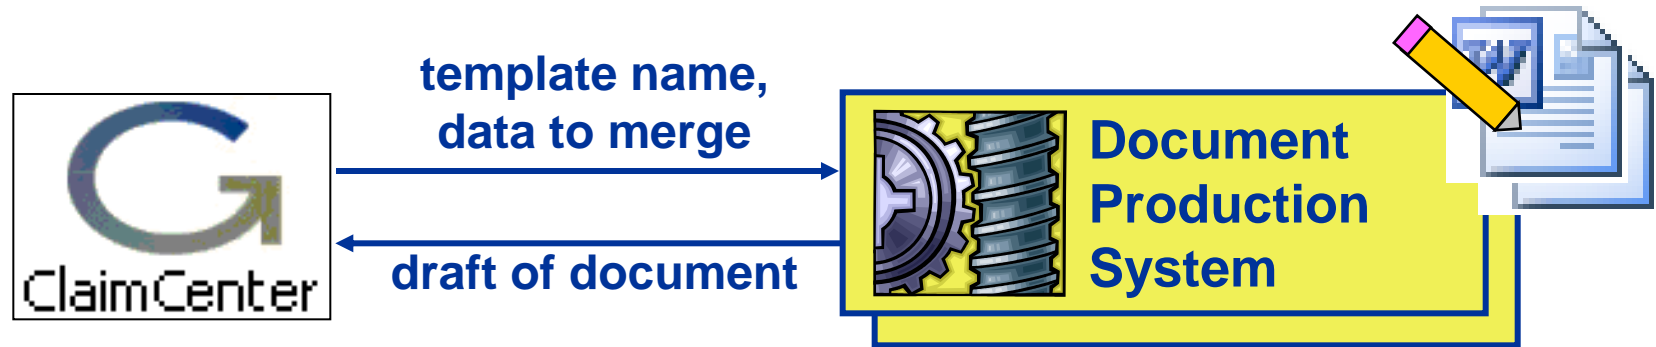 template name,
data to merge
ClaimCenter
draft of document
Document
Production
System
W